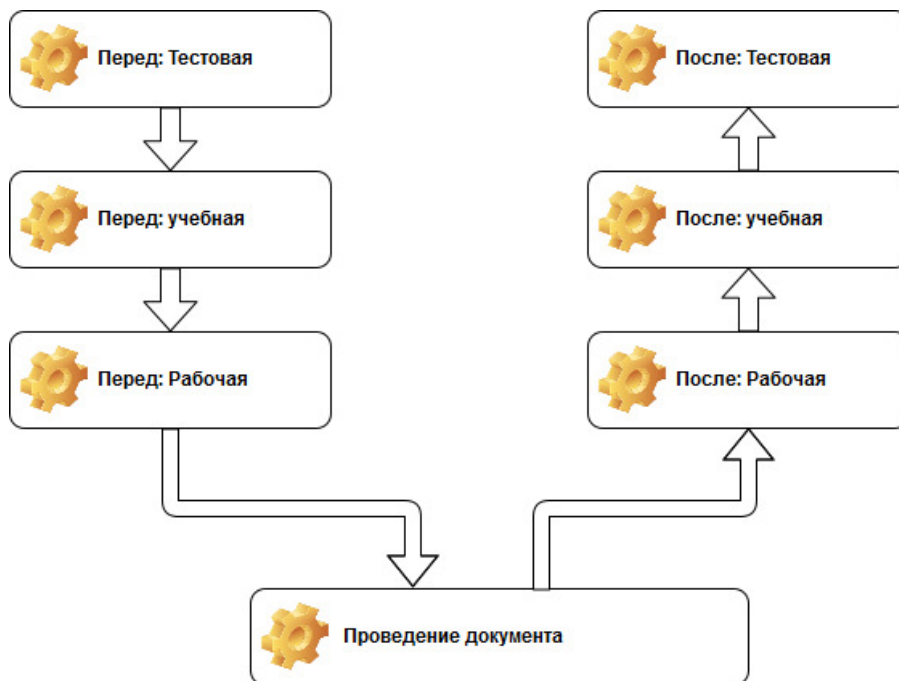 Перед: Тестовая
После: Тестовая
Перед: учебная
После: учебная
Перед: Рабочая
После: Рабочая
Проведение документа